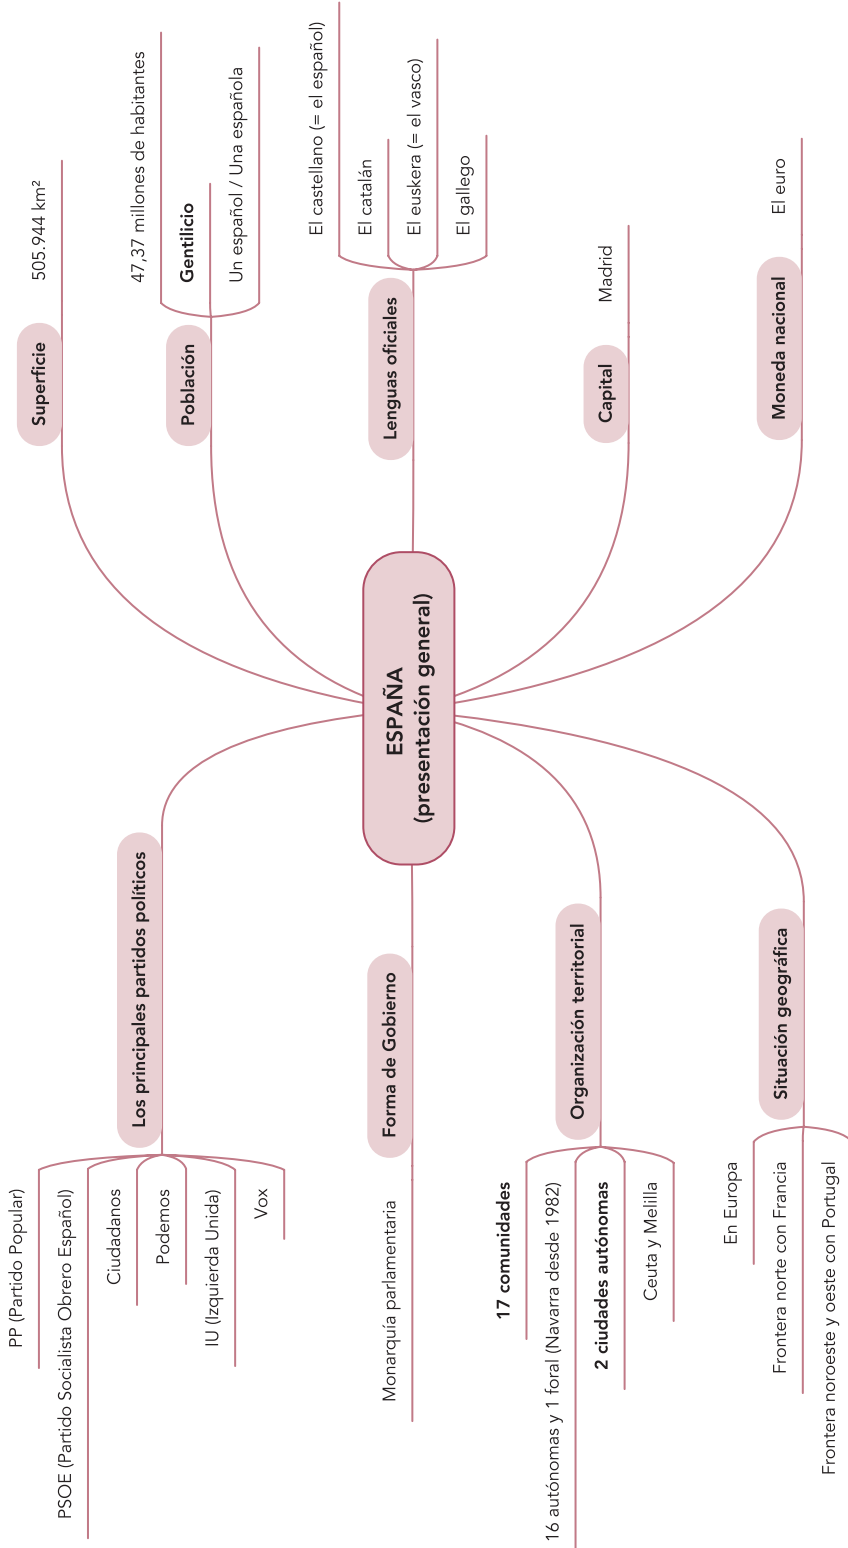 ESPAÑA
(presentación general)
Los principales partidos políticos
PP (Partido Popular)
PSOE (Partido Socialista Obrero Español)
Ciudadanos
Podemos
IU (Izquierda Unida)
Vox
Forma de Gobierno
Monarquía parlamentaria
Organización territorial
17 comunidades
16 autónomas y 1 foral (Navarra desde 1982)
2 ciudades autónomas
Ceuta y Melilla
Situación geográfica
En Europa
Frontera norte con Francia
Frontera noroeste y oeste con Portugal
Superficie
505.944 km²
Población
47,37 millones de habitantes
Gentilicio
Un español / Una española
Lenguas oficiales
El castellano (= el español)
El catalán
El euskera (= el vasco)
El gallego
Capital
Madrid
Moneda nacional
El euro